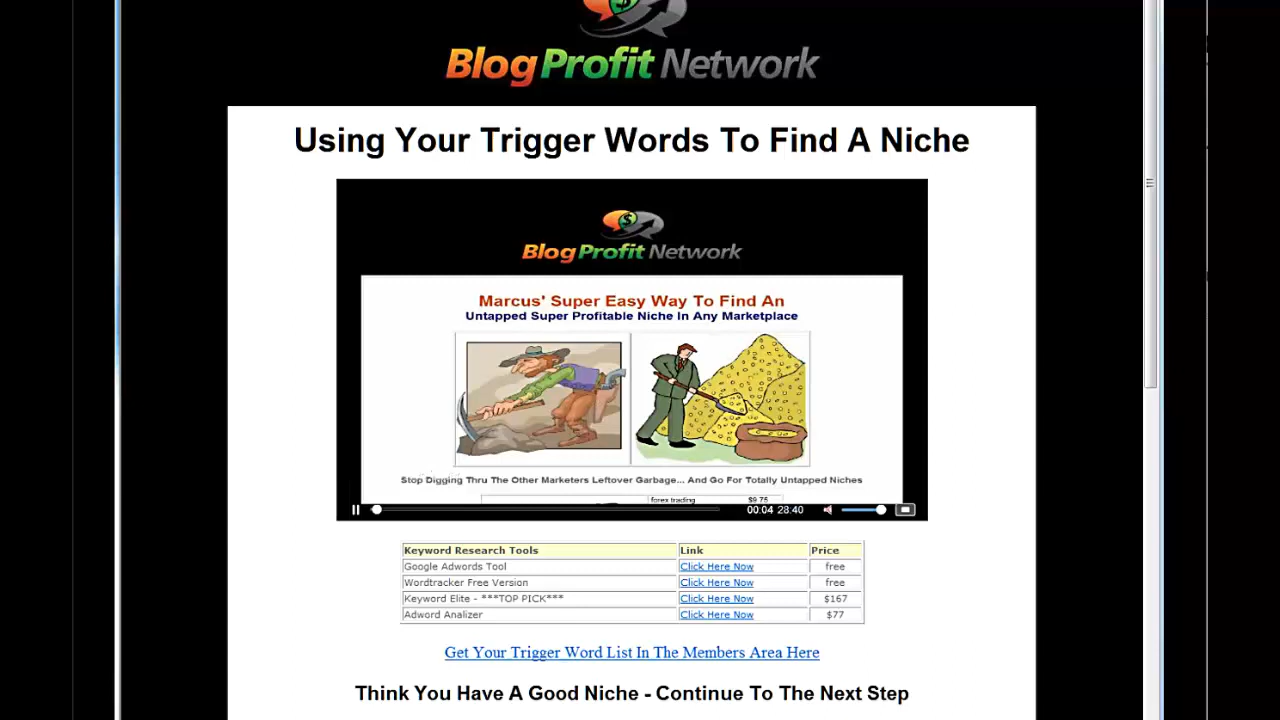 Blog Profit Network
Using Your Trigger Words To Find A Niche
Blog Profit Network
Marcus' Super Easy Way To Find An
Untapped Super Profitable Niche In Any Marketplace
Stop Digging Thru The Other Marketers Leftover Garbage... And Go For Totally Untapped Niches
forex trading $9.75
00:04 28:40
Keyword Research Tools Link Price
Google Adwords Tool Click Here Now free
Wordtracker Free Version Click Here Now free
Keyword Elite - ***TOP PICK*** Click Here Now $167
Adword Analizer Click Here Now $77
Get Your Trigger Word List In The Members Area Here
Think You Have A Good Niche - Continue To The Next Step